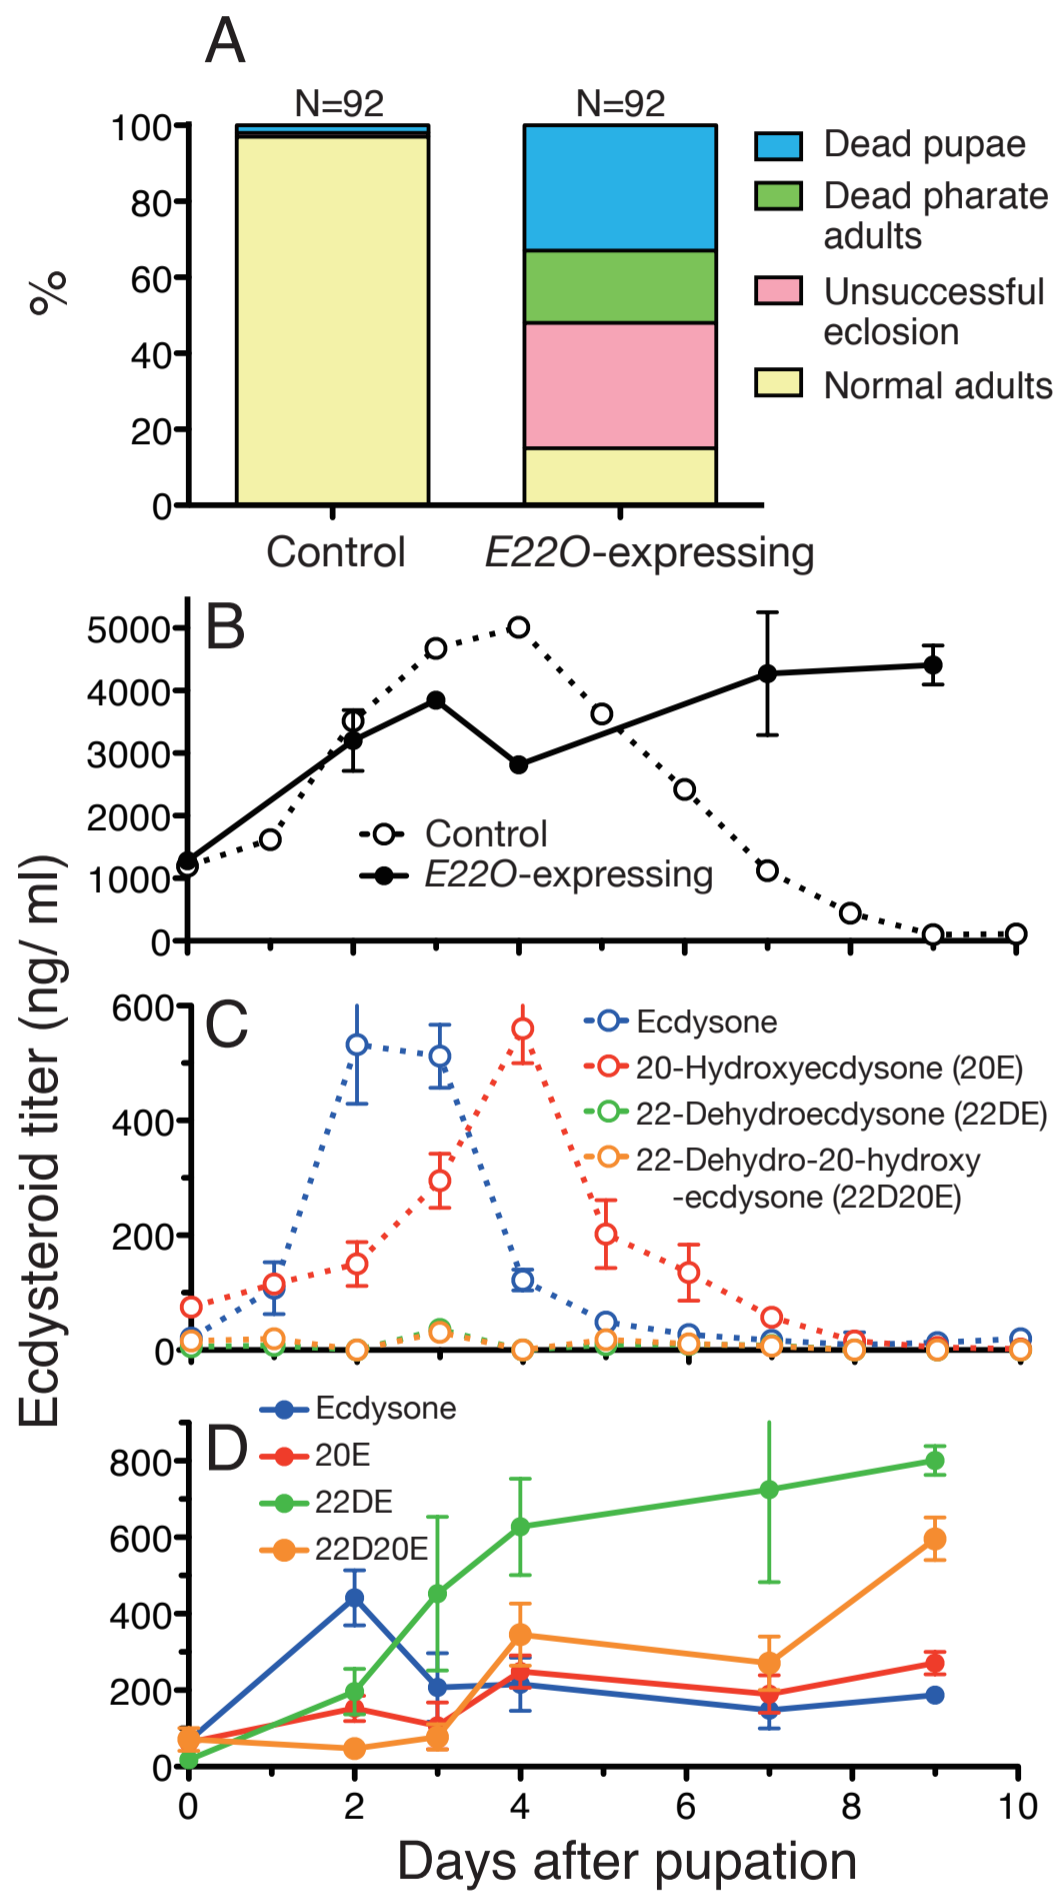 A
N=92
N=92
100
80
60
40
20
0
%
Dead pupae
Dead pharate
adults
Unsuccessful
eclosion
Normal adults
Control
E22O-expressing
B
5000
4000
3000
2000
1000
0
Control
E22O-expressing
Ecdysteroid titer (ng/ ml)
C
600
400
200
0
Ecdysone
20-Hydroxyecdysone (20E)
22-Dehydroecdysone (22DE)
22-Dehydro-20-hydroxy
-ecdysone (22D20E)
D
Ecdysone
20E
22DE
22D20E
800
600
400
200
0
0 2 4 6 8 10
Days after pupation